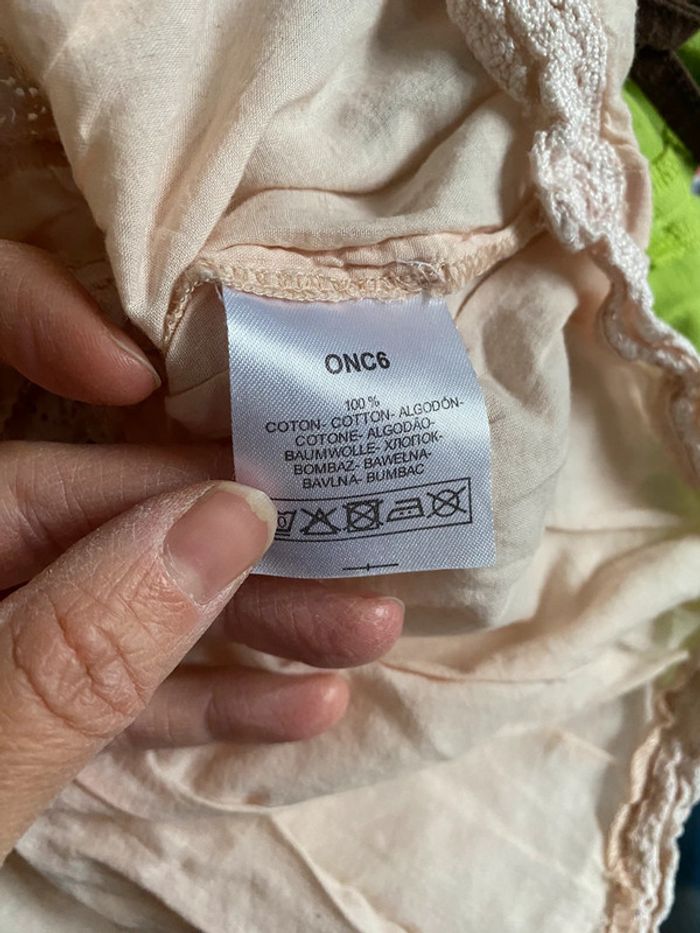 ONC6
100 %
COTON- COTTON- ALGODÓN-
COTONE- ALGODÃO-
BAUMWOLLE- ХЛОПОК-
BOMBAZ- BAWEŁNA-
BAVLNA- BUMBAC